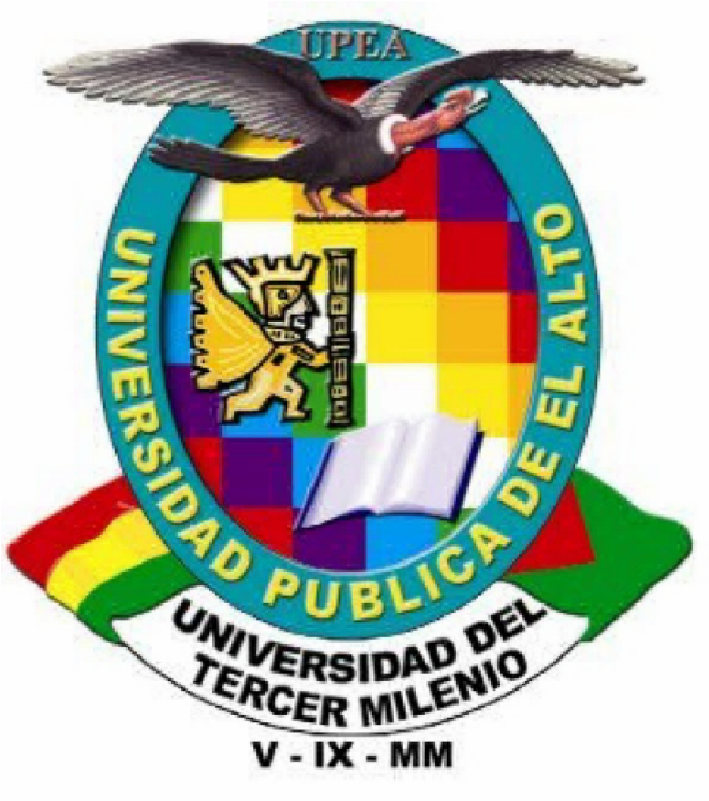 UPEA
UNIVERSIDAD PUBLICA DE EL ALTO
UNIVERSIDAD DEL
TERCER MILENIO
V - IX - MM